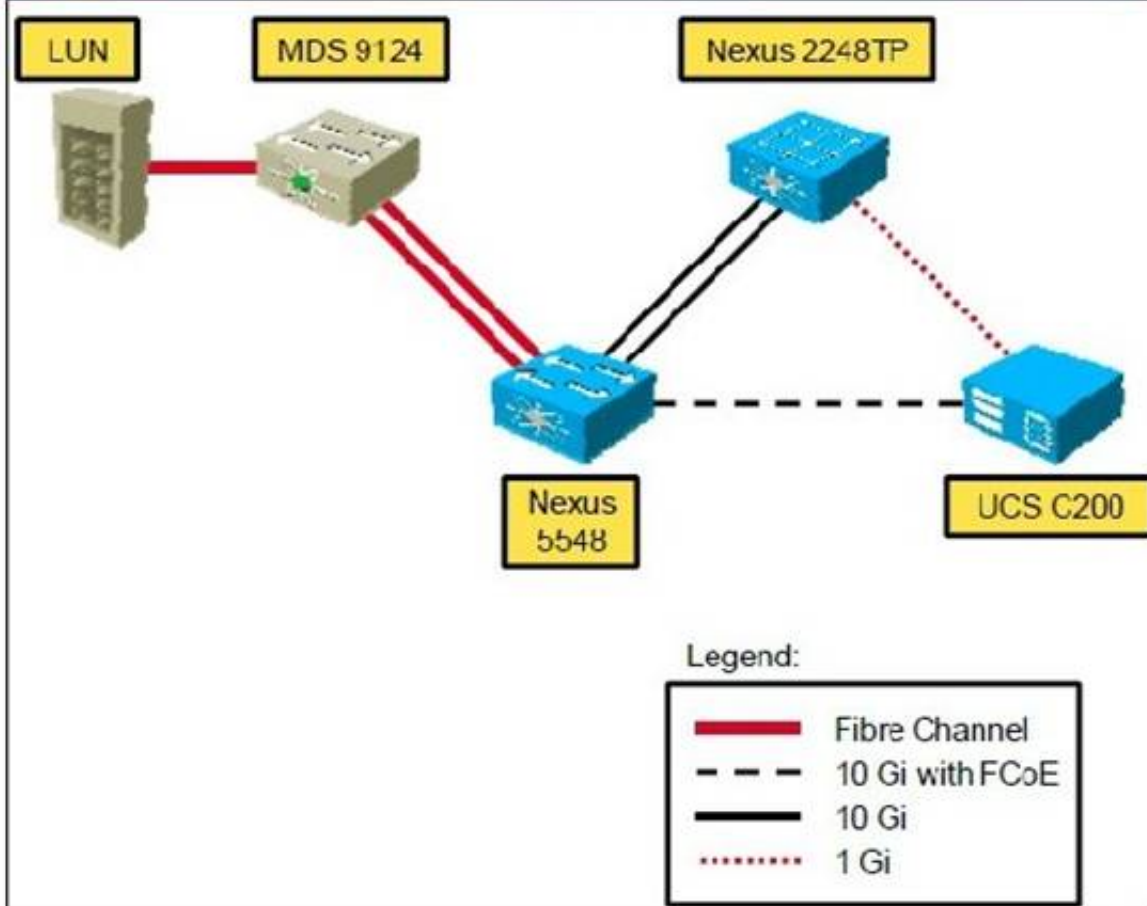 LUN
MDS 9124
Nexus 2248TP
Nexus
5548
UCS C200
Legend:
Fibre Channel
10 Gi with FCoE
10 Gi
1 Gi